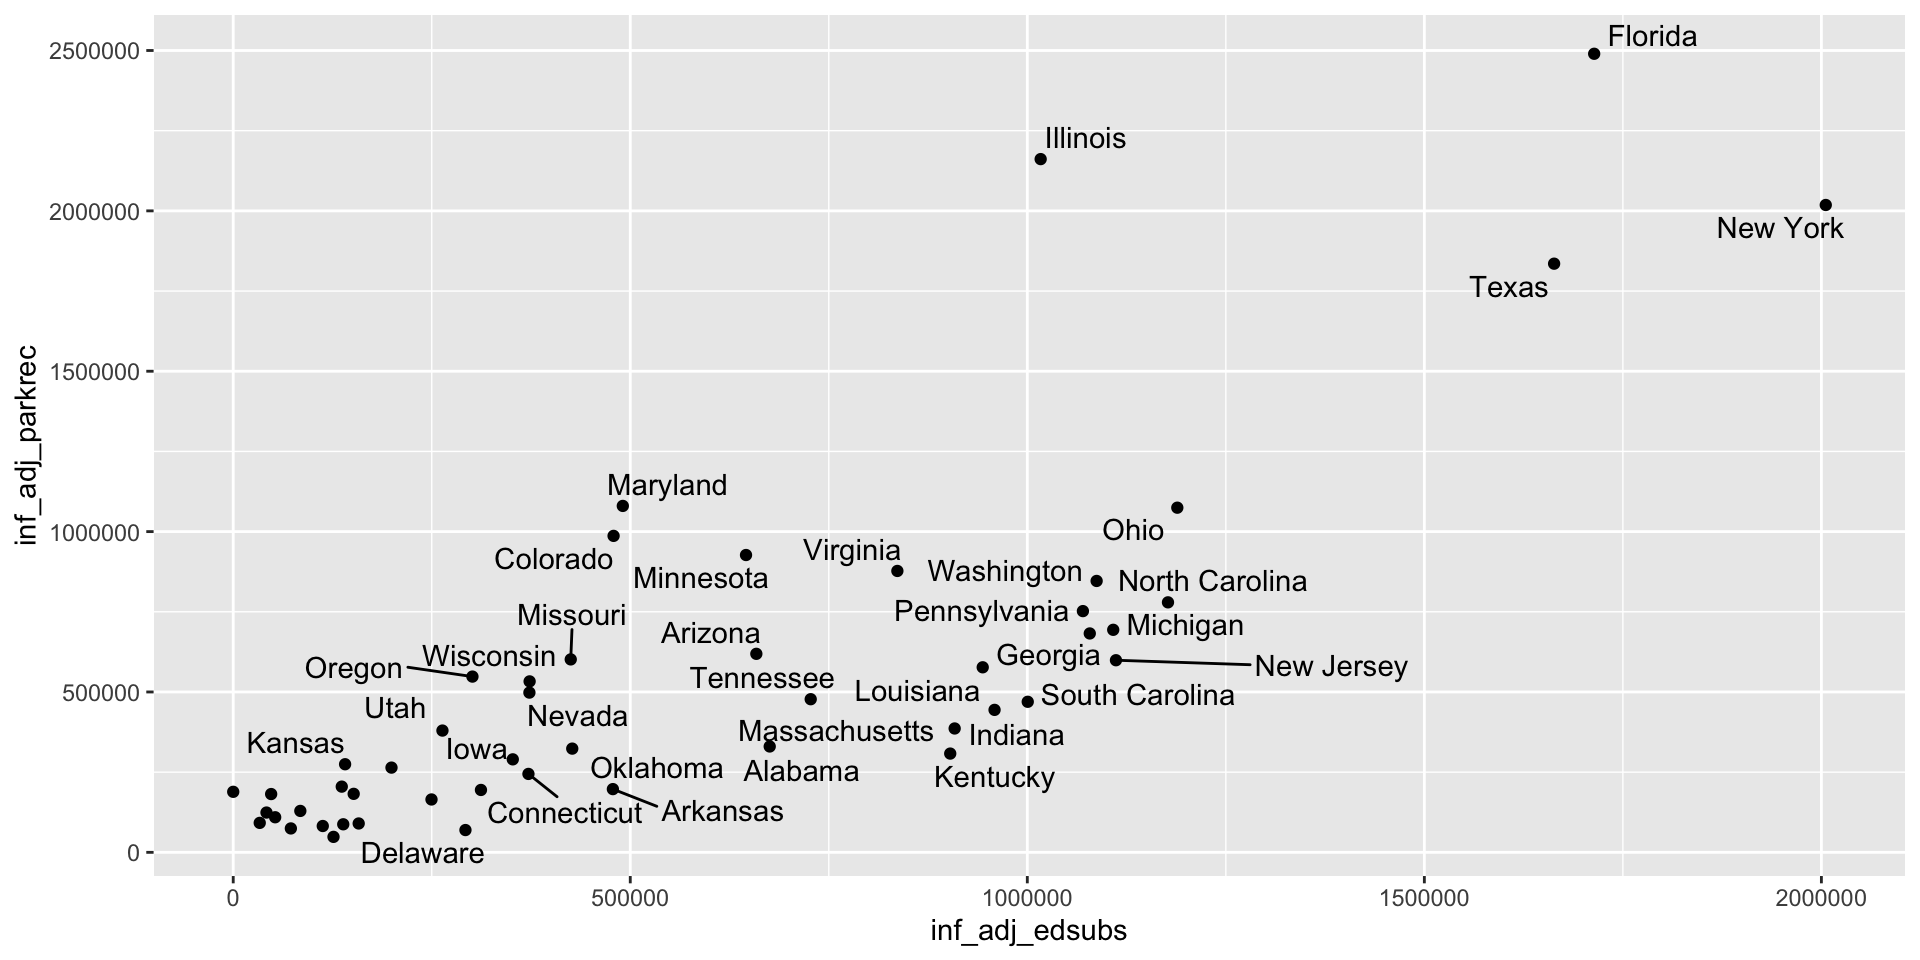 2500000
2000000
1500000
1000000
500000
0
inf_adj_parkrec
Florida
Illinois
New York
Texas
Maryland
Ohio
Colorado
Virginia
Minnesota
Washington
North Carolina
Missouri
Pennsylvania
Arizona
Michigan
Wisconsin
Georgia
Oregon
New Jersey
Tennessee
Louisiana
South Carolina
Utah
Nevada
Massachusetts
Indiana
Kansas
Iowa
Oklahoma
Alabama
Kentucky
Connecticut
Arkansas
Delaware
0
500000
1000000
1500000
2000000
inf_adj_edsubs